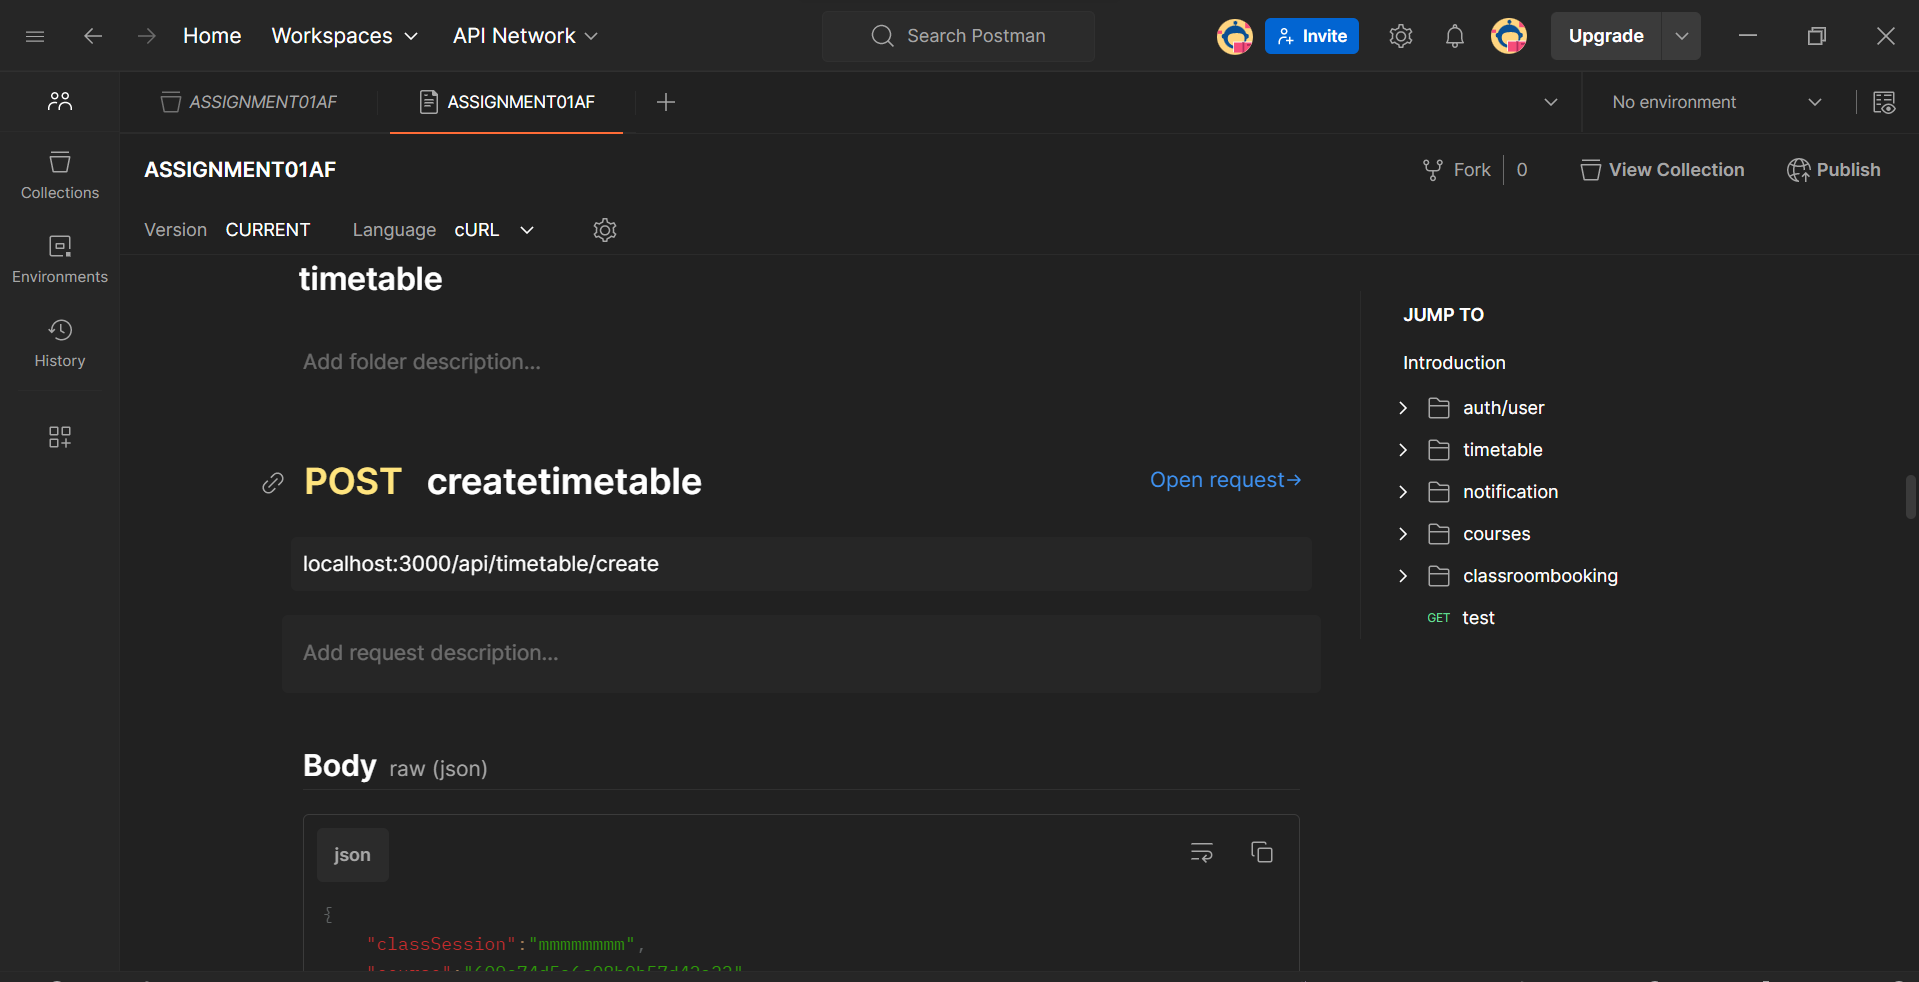 Home Workspaces API Network Search Postman Invite Upgrade
ASSIGNMENT01AF ASSIGNMENT01AF No environment
ASSIGNMENT01AF Fork 0 View Collection Publish
Collections
Version CURRENT Language cURL
Environments
History
timetable
Add folder description...
POST createtimetable Open request→
localhost:3000/api/timetable/create
Add request description...
Body raw (json)
json
{
"classSession":"mmmmmmmm",
JUMP TO
Introduction
auth/user
timetable
notification
courses
classroombooking
GET test